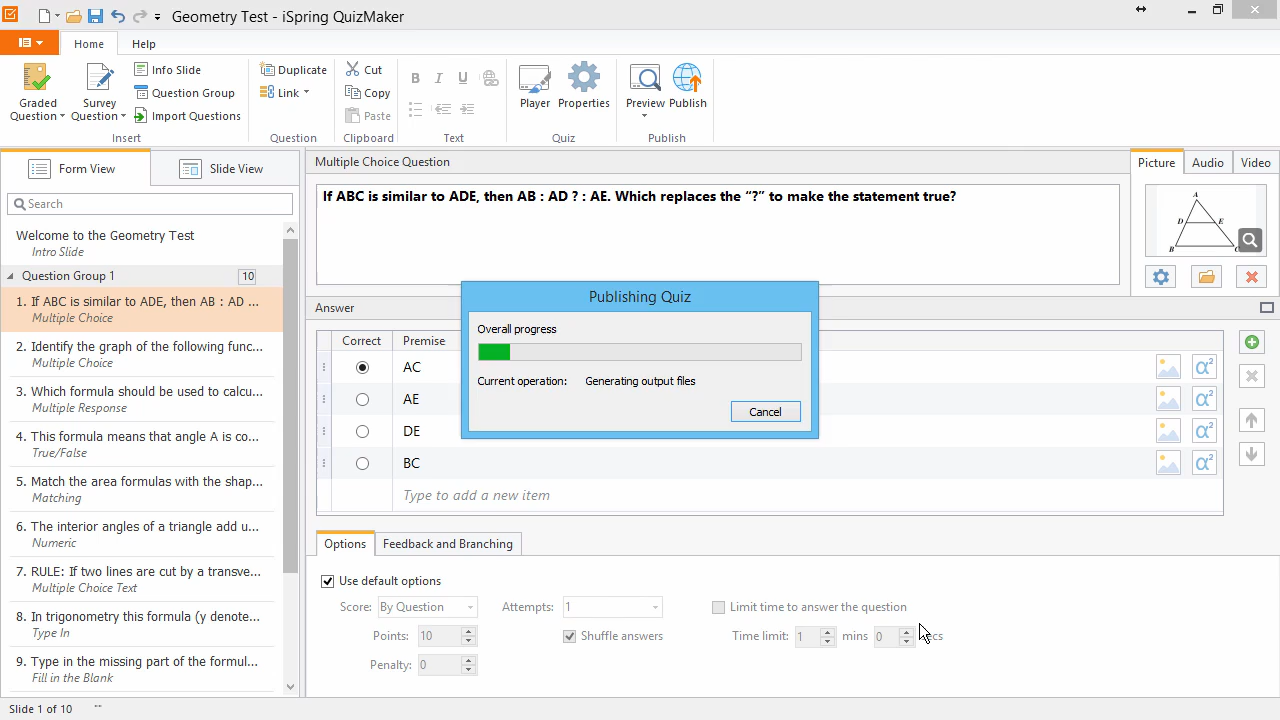 Geometry Test - iSpring QuizMaker
Home
Help
Graded Question
Survey Question
Info Slide
Question Group
Import Questions
Insert
Duplicate
Link
Question
Cut
Copy
Paste
Clipboard
B I U
Text
Player
Properties
Quiz
Preview
Publish
Publish
Form View
Slide View
Search
Welcome to the Geometry Test
Intro Slide
Question Group 1
10
1. If ABC is similar to ADE, then AB : AD ...
Multiple Choice
2. Identify the graph of the following func...
Multiple Choice
3. Which formula should be used to calcu...
Multiple Response
4. This formula means that angle A is co...
True/False
5. Match the area formulas with the shap...
Matching
6. The interior angles of a triangle add u...
Numeric
7. RULE: If two lines are cut by a transve...
Multiple Choice Text
8. In trigonometry this formula (y denote...
Type In
9. Type in the missing part of the formul...
Fill in the Blank
Multiple Choice Question
If ABC is similar to ADE, then AB : AD ? : AE. Which replaces the “?” to make the statement true?
Picture
Audio
Video
A
D
E
B
C
Publishing Quiz
Overall progress
Current operation: Generating output files
Cancel
Answer
Correct
Premise
AC
α²
AE
α²
DE
α²
BC
α²
Type to add a new item
Options
Feedback and Branching
Use default options
Score: By Question
Attempts: 1
Limit time to answer the question
Points: 10
Shuffle answers
Time limit: 1 mins 0
Penalty: 0
Slide 1 of 10